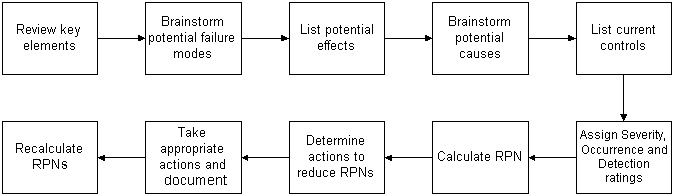 Review key
elements
Brainstorm
potential failure
modes
List potential
effects
Brainstorm
potential
causes
List current
controls
Assign Severity,
Occurrence and
Detection
ratings
Calculate RPN
Determine
actions to
reduce RPNs
Take
appropriate
actions and
document
Recalculate
RPNs